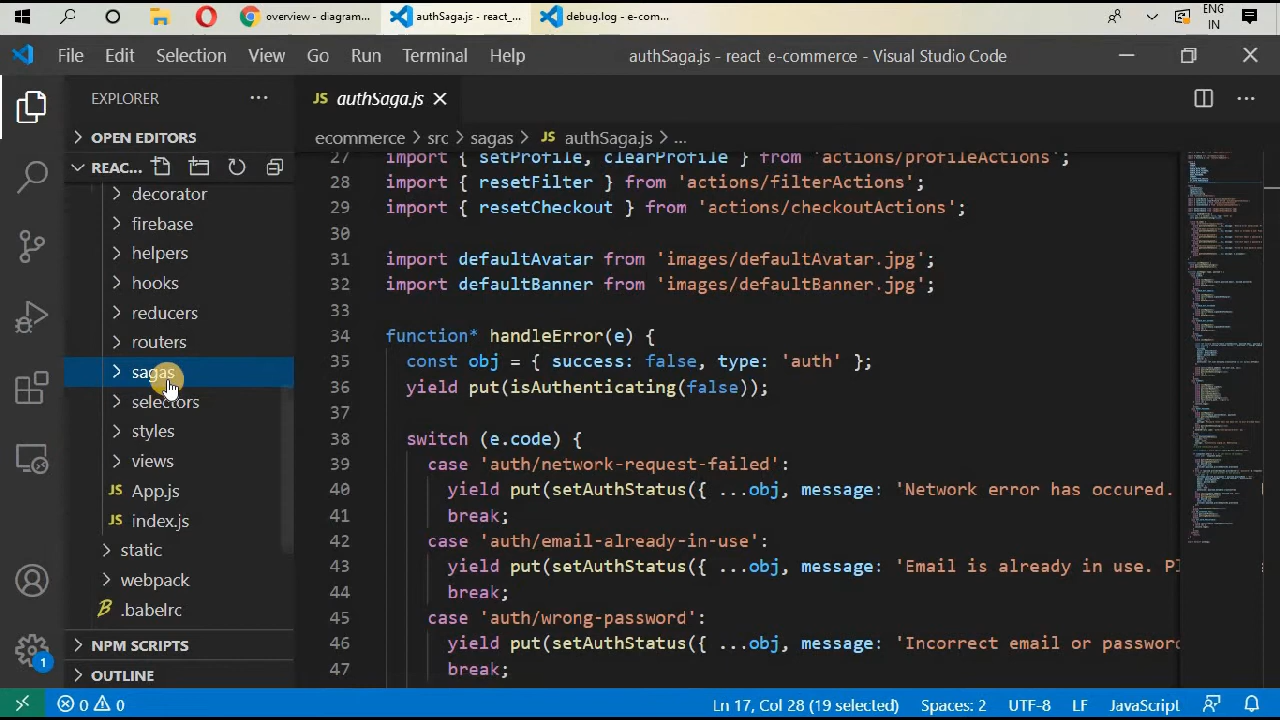 overview - diagram...
authSaga.js - react_...
debug.log - e-com...
ENG
IN
File Edit Selection View Go Run Terminal Help
authSaga.js - react e-commerce - Visual Studio Code
EXPLORER
OPEN EDITORS
REAC...
decorator
firebase
helpers
hooks
reducers
routers
sagas
selectors
styles
views
JS App.js
JS index.js
static
webpack
.babelrc
NPM SCRIPTS
OUTLINE
1
JS authSaga.js
ecommerce > src > sagas > JS authSaga.js > ...
27 import { setProfile, clearProfile } from 'actions/profileActions';
28 import { resetFilter } from 'actions/filterActions';
29 import { resetCheckout } from 'actions/checkoutActions';
30
31 import defaultAvatar from 'images/defaultAvatar.jpg';
32 import defaultBanner from 'images/defaultBanner.jpg';
33
34 function* handleError(e) {
35 const obj = { success: false, type: 'auth' };
36 yield put(isAuthenticating(false));
37
38 switch (e.code) {
39 case 'auth/network-request-failed':
40 yield put(setAuthStatus({ ...obj, message: 'Network error has occured.
41 break;
42 case 'auth/email-already-in-use':
43 yield put(setAuthStatus({ ...obj, message: 'Email is already in use. Pl
44 break;
45 case 'auth/wrong-password':
46 yield put(setAuthStatus({ ...obj, message: 'Incorrect email or password
47 break;
0 0
Ln 17, Col 28 (19 selected) Spaces: 2 UTF-8 LF JavaScript